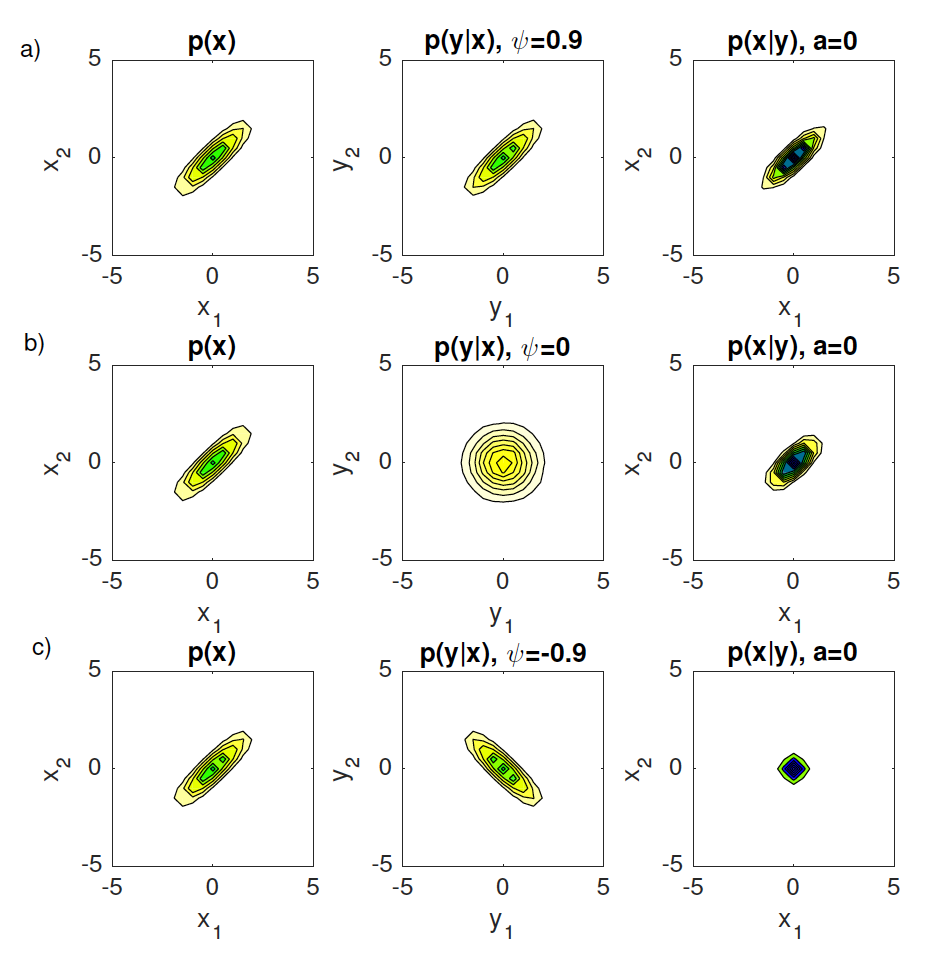 a)
p(x) p(y|x), ψ=0.9 p(x|y), a=0
5 5 5
x₂ 0 y₂ 0 x₂ 0
-5 -5 -5
-5 0 5 -5 0 5 -5 0 5
x₁ y₁ x₁
b)
p(x) p(y|x), ψ=0 p(x|y), a=0
5 5 5
x₂ 0 y₂ 0 x₂ 0
-5 -5 -5
-5 0 5 -5 0 5 -5 0 5
x₁ y₁ x₁
c)
p(x) p(y|x), ψ=-0.9 p(x|y), a=0
5 5 5
x₂ 0 y₂ 0 x₂ 0
-5 -5 -5
-5 0 5 -5 0 5 -5 0 5
x₁ y₁ x₁